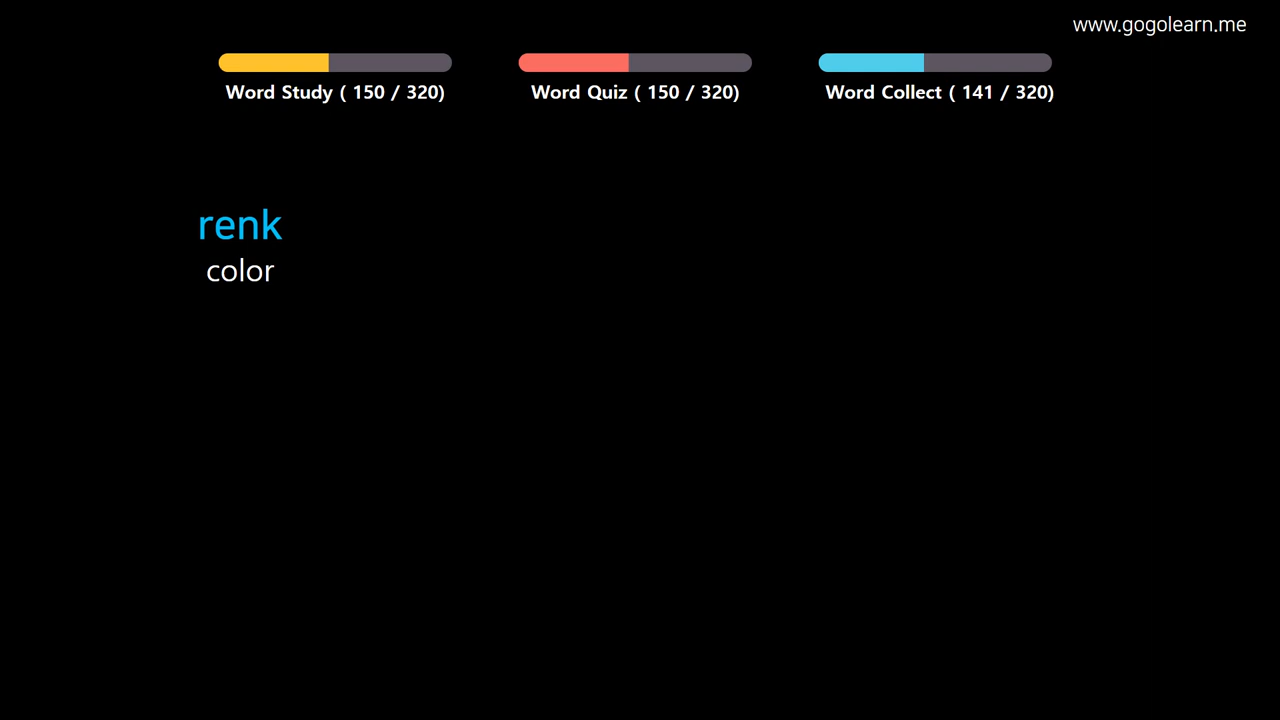 www.gogolearn.me
Word Study ( 150 / 320)
Word Quiz ( 150 / 320)
Word Collect ( 141 / 320)
renk
color